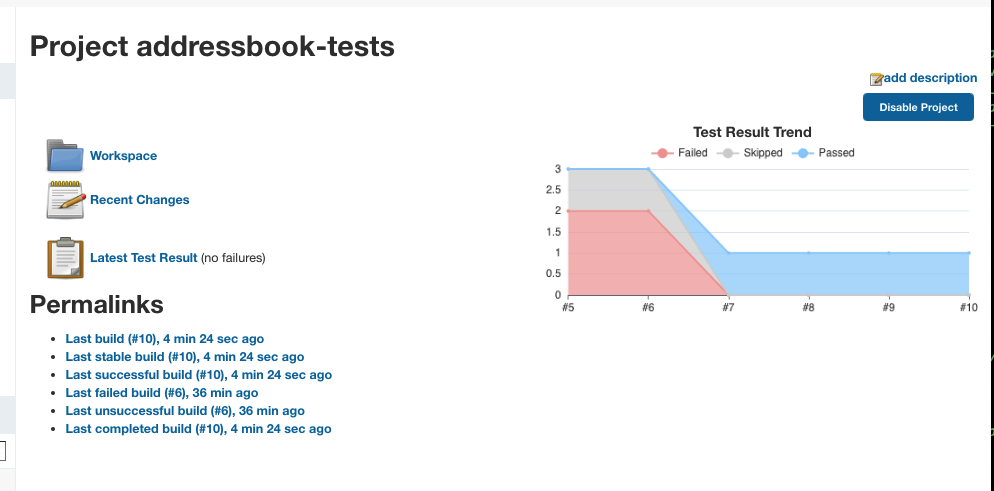 Project addressbook-tests
add description
Disable Project
Workspace
Recent Changes
Latest Test Result (no failures)
Test Result Trend
Failed Skipped Passed
3
2.5
2
1.5
1
0.5
0
#5 #6 #7 #8 #9 #10
Permalinks
Last build (#10), 4 min 24 sec ago
Last stable build (#10), 4 min 24 sec ago
Last successful build (#10), 4 min 24 sec ago
Last failed build (#6), 36 min ago
Last unsuccessful build (#6), 36 min ago
Last completed build (#10), 4 min 24 sec ago